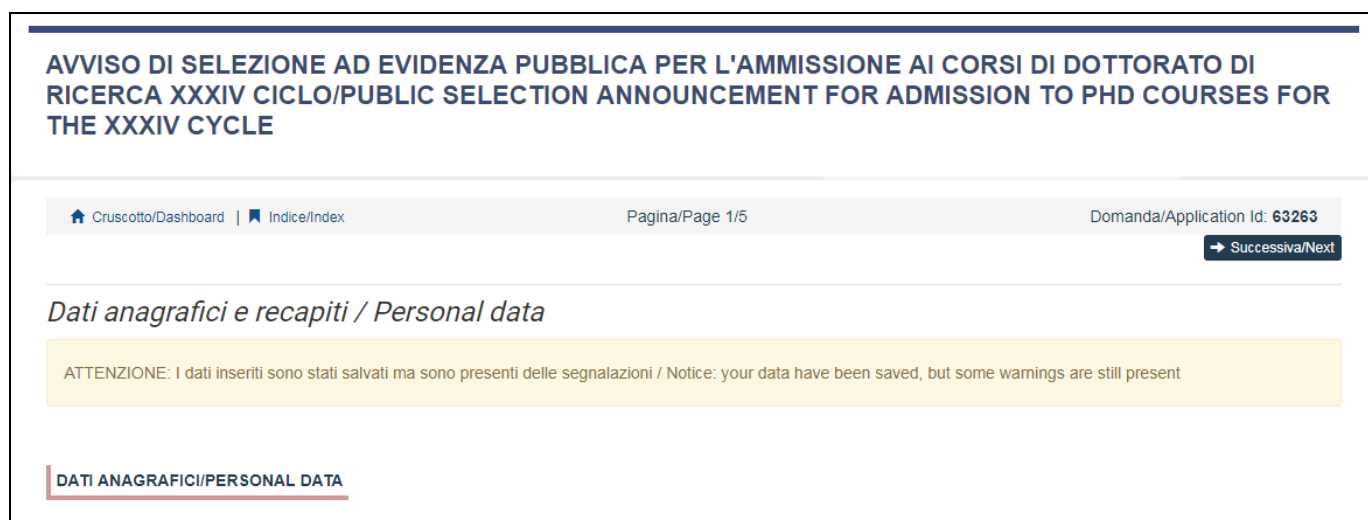 AVVISO DI SELEZIONE AD EVIDENZA PUBBLICA PER L'AMMISSIONE AI CORSI DI DOTTORATO DI
RICERCA XXXIV CICLO/PUBLIC SELECTION ANNOUNCEMENT FOR ADMISSION TO PHD COURSES FOR
THE XXXIV CYCLE
Cruscotto/Dashboard | Indice/Index Pagina/Page 1/5 Domanda/Application Id: 63263
Successiva/Next
Dati anagrafici e recapiti / Personal data
ATTENZIONE: I dati inseriti sono stati salvati ma sono presenti delle segnalazioni / Notice: your data have been saved, but some warnings are still present
DATI ANAGRAFICI/PERSONAL DATA